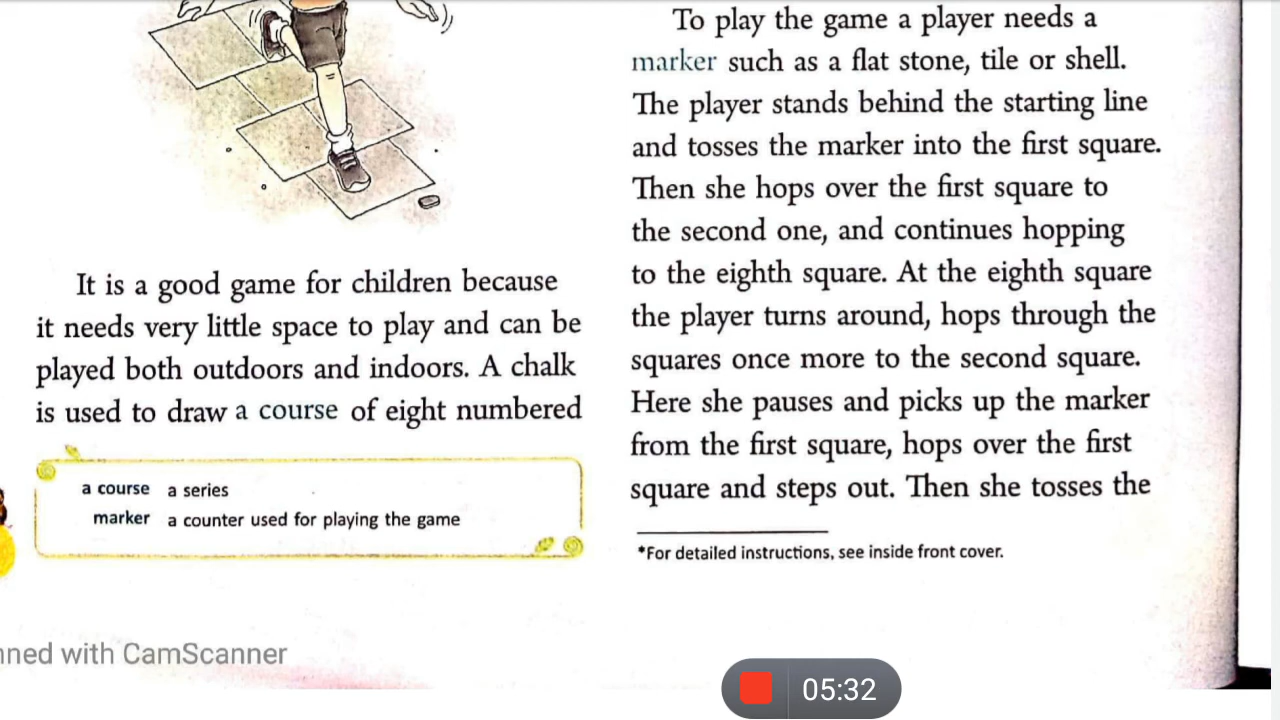 It is a good game for children because
it needs very little space to play and can be
played both outdoors and indoors. A chalk
is used to draw a course of eight numbered
a course a series
marker a counter used for playing the game
To play the game a player needs a
marker such as a flat stone, tile or shell.
The player stands behind the starting line
and tosses the marker into the first square.
Then she hops over the first square to
the second one, and continues hopping
to the eighth square. At the eighth square
the player turns around, hops through the
squares once more to the second square.
Here she pauses and picks up the marker
from the first square, hops over the first
square and steps out. Then she tosses the
*For detailed instructions, see inside front cover.
nned with CamScanner
05:32